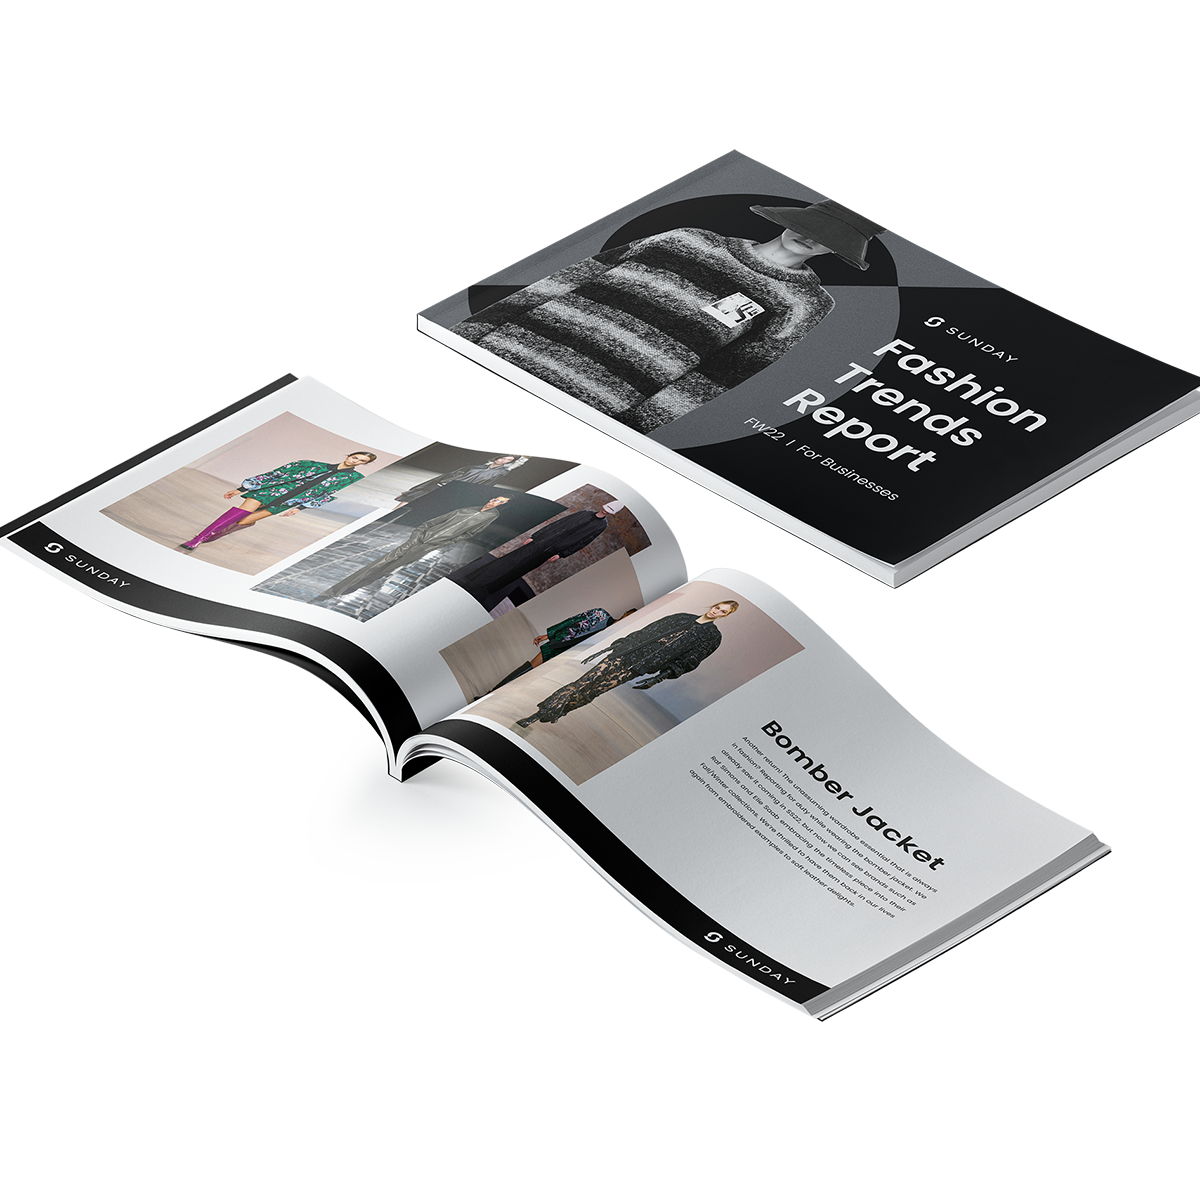 SUNDAY
Fashion
Trends
Report
FW22 | For Businesses
SUNDAY
Bomber Jacket
Another return! The unassuming wardrobe essential that is always
in fashion? Reporting for duty while wearing the bomber jacket. We
already saw it coming in SS22, but now we can see brands such as
Raf Simons and Elie Saab embracing the timeless piece into their
Fall/Winter collections. We're thrilled to have them back in our lives
again from embroidered examples to soft leather delights.
SUNDAY